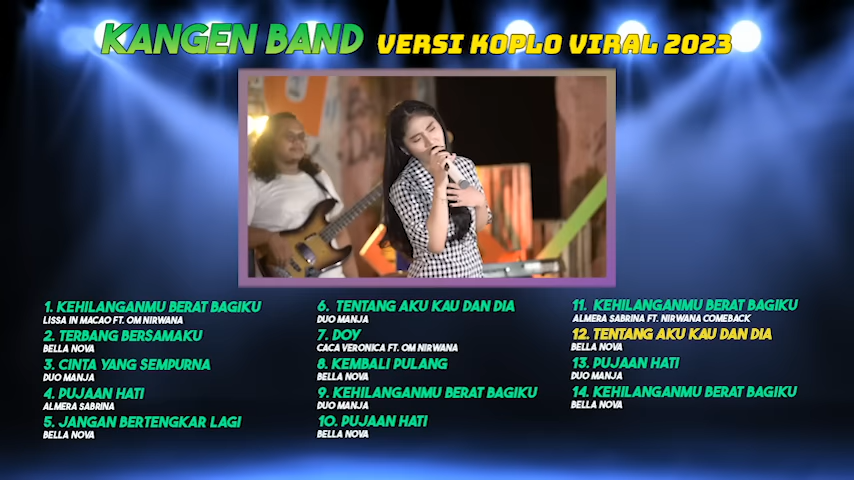 KANGEN BAND VERSI KOPLO VIRAL 2023
1. KEHILANGANMU BERAT BAGIKU
LISSA IN MACAO FT. OM NIRWANA
2. TERBANG BERSAMAKU
BELLA NOVA
3. CINTA YANG SEMPURNA
DUO MANJA
4. PUJAAN HATI
ALMERA SABRINA
5. JANGAN BERTENGKAR LAGI
BELLA NOVA
6. TENTANG AKU KAU DAN DIA
DUO MANJA
7. DOY
CACA VERONICA FT. OM NIRWANA
8. KEMBALI PULANG
BELLA NOVA
9. KEHILANGANMU BERAT BAGIKU
DUO MANJA
10. PUJAAN HATI
BELLA NOVA
11. KEHILANGANMU BERAT BAGIKU
ALMERA SABRINA FT. NIRWANA COMEBACK
12. TENTANG AKU KAU DAN DIA
BELLA NOVA
13. PUJAAN HATI
DUO MANJA
14. KEHILANGANMU BERAT BAGIKU
BELLA NOVA